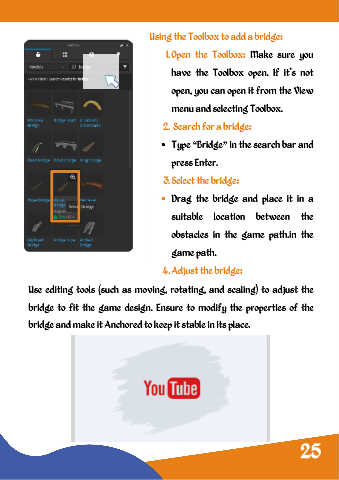 Using the Toolbox to add a bridge:
1. Open the Toolbox: Make sure you
have the Toolbox open. If it's not
open, you can open it from the View
menu and selecting Toolbox.
2. Search for a bridge:
• Type "Bridge" in the search bar and
press Enter.
3. Select the bridge:
• Drag the bridge and place it in a
suitable location between the
obstacles in the game path.in the
game path.
4. Adjust the bridge:
Use editing tools (such as moving, rotating, and scaling) to adjust the
bridge to fit the game design. Ensure to modify the properties of the
bridge and make it Anchored to keep it stable in its place.
YouTube
25